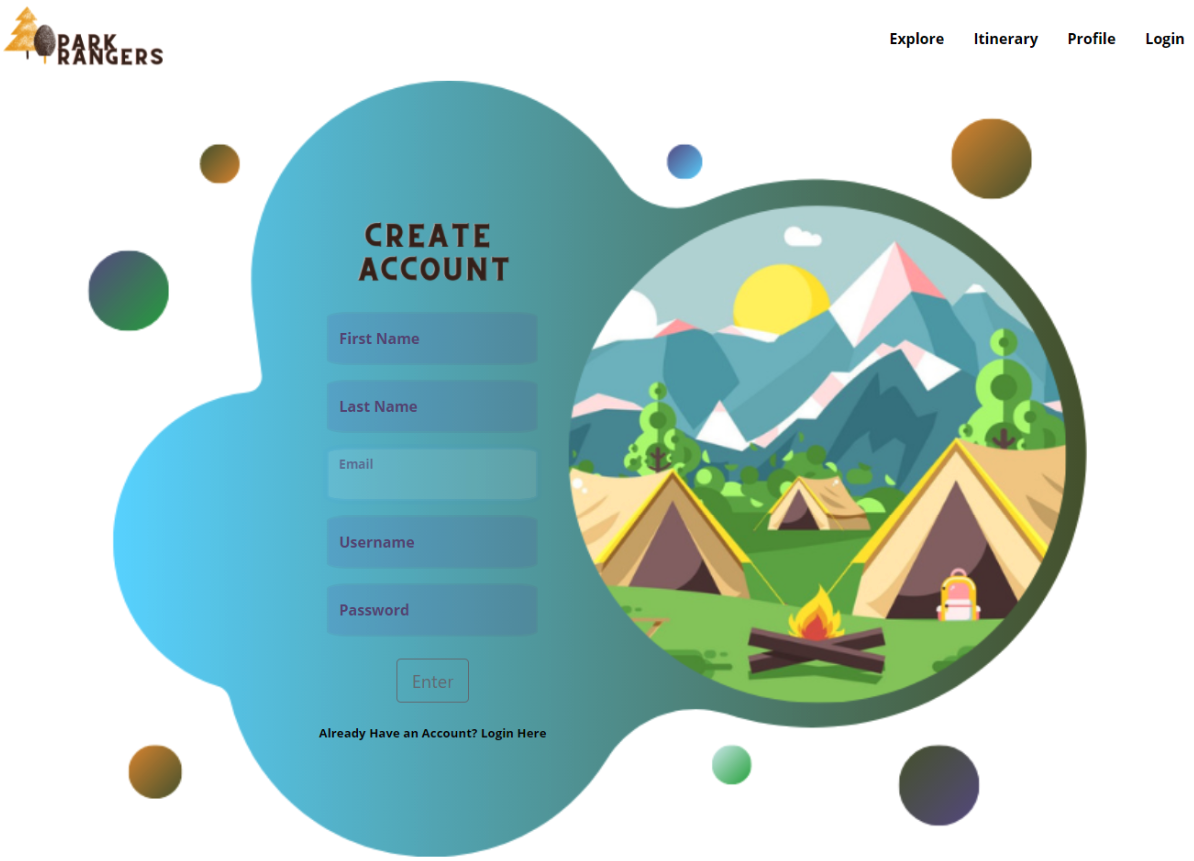 PARK
RANGERS
Explore Itinerary Profile Login
CREATE
ACCOUNT
First Name
Last Name
Email
Username
Password
Enter
Already Have an Account? Login Here